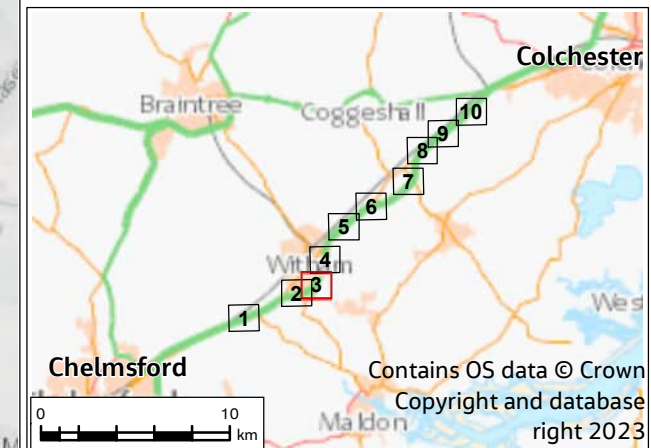 Colchester
Braintree
Coggeshall
10
9
8
7
6
5
4
Witham
3
2
1
Chelmsford
Contains OS data © Crown
Copyright and database
right 2023
0 10
km
Maldon